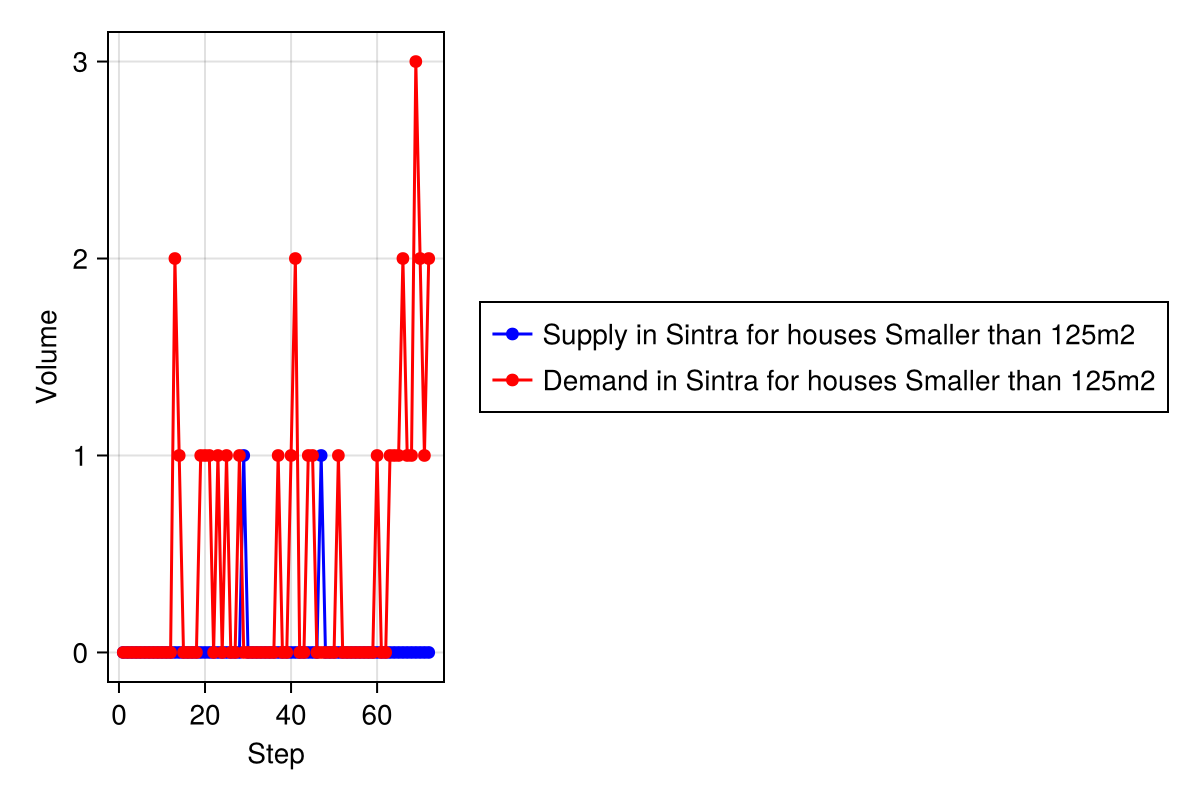 3
2
1
0
Volume
0 20 40 60
Step
Supply in Sintra for houses Smaller than 125m2
Demand in Sintra for houses Smaller than 125m2